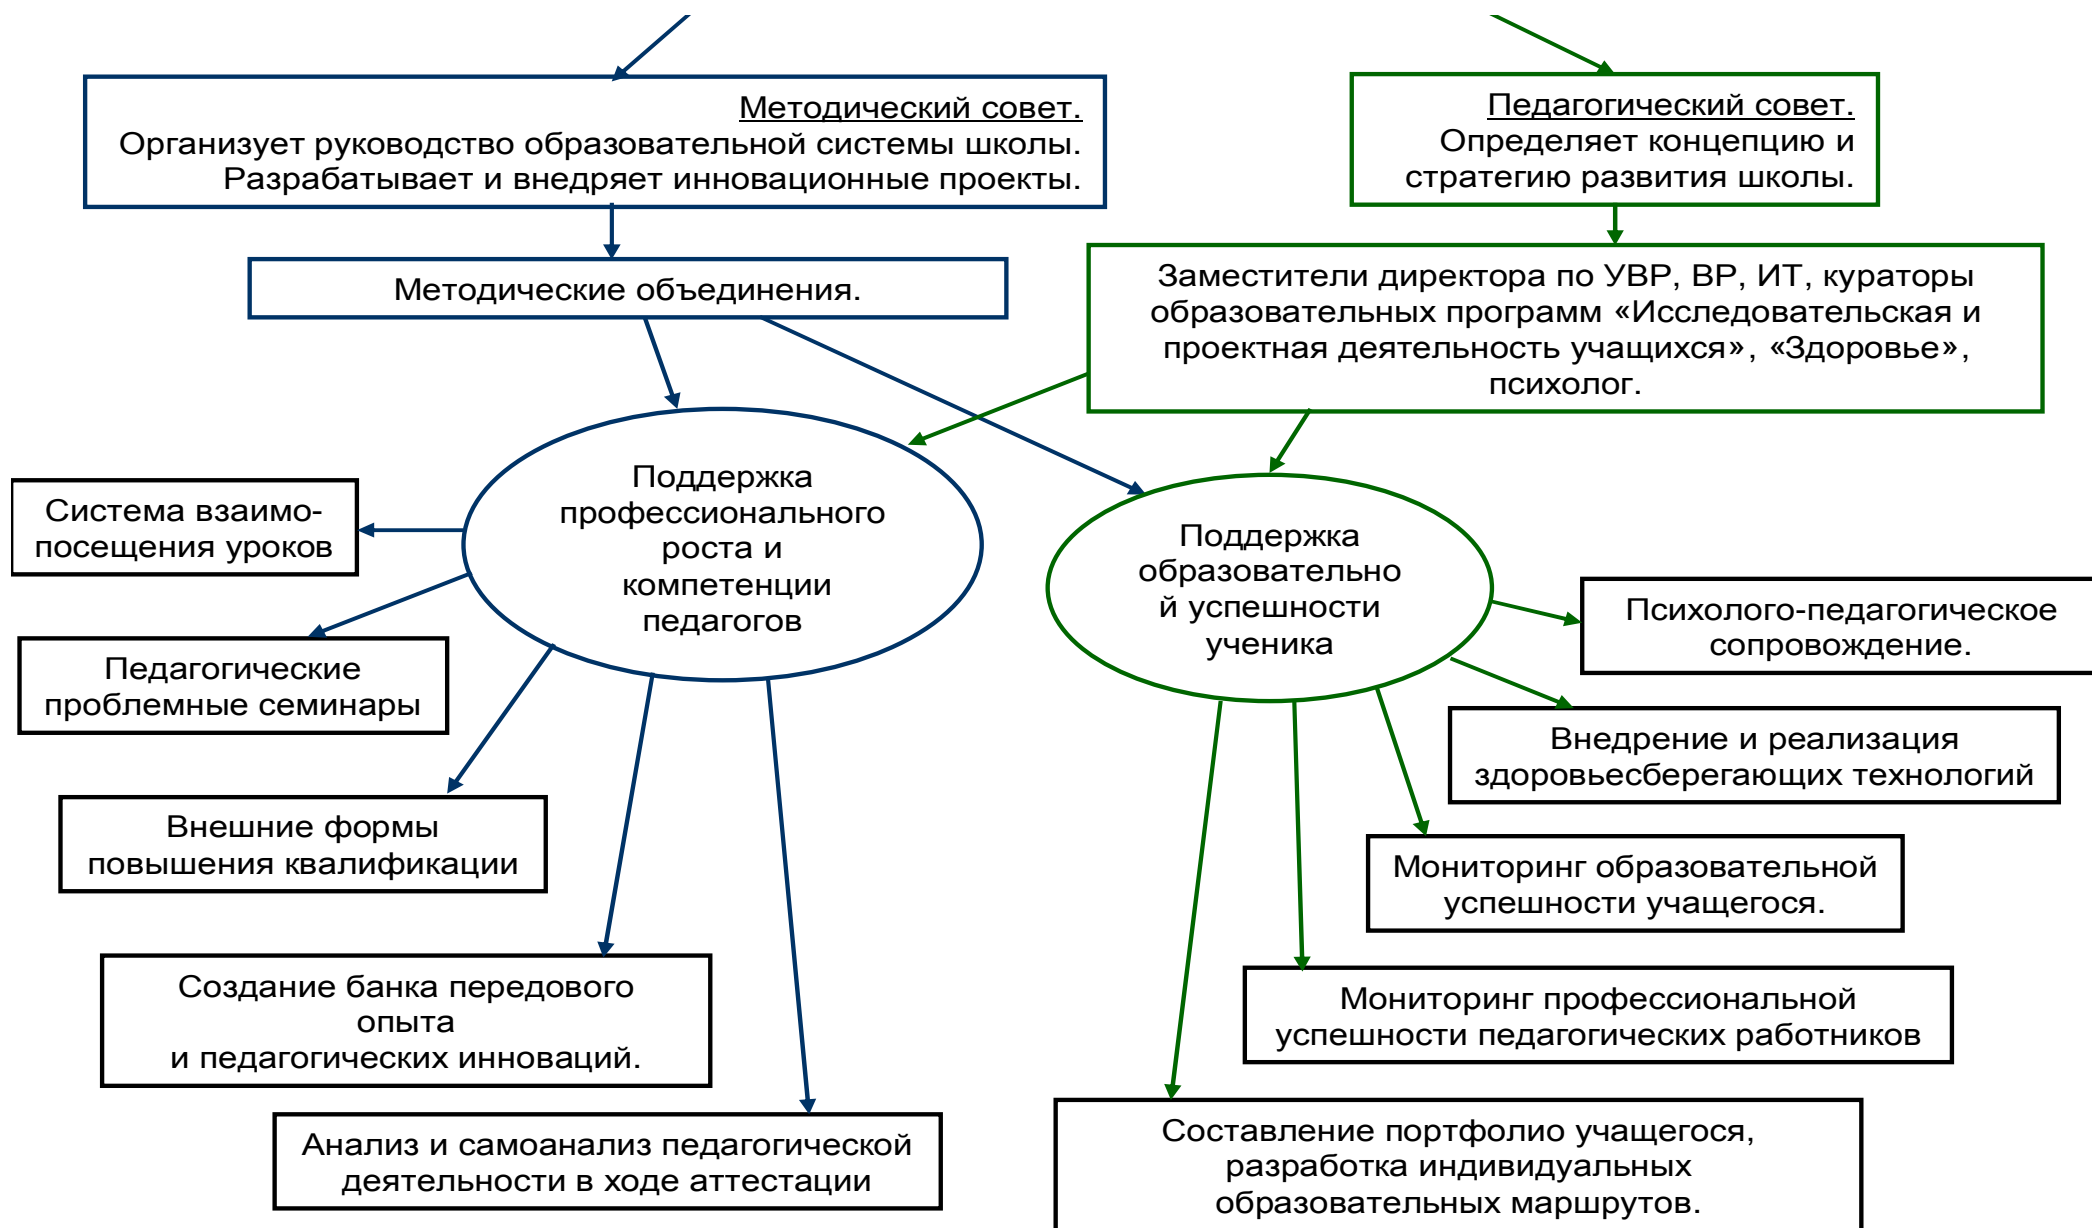 Методический совет.
Организует руководство образовательной системы школы.
Разрабатывает и внедряет инновационные проекты.
Педагогический совет.
Определяет концепцию и
стратегию развития школы.
Методические объединения.
Заместители директора по УВР, ВР, ИТ, кураторы
образовательных программ «Исследовательская и
проектная деятельность учащихся», «Здоровье»,
психолог.
Поддержка
профессионального
роста и
компетенции
педагогов
Поддержка
образовательно
й успешности
ученика
Система взаимо-
посещения уроков
Педагогические
проблемные семинары
Внешние формы
повышения квалификации
Создание банка передового
опыта
и педагогических инноваций.
Анализ и самоанализ педагогической
деятельности в ходе аттестации
Психолого-педагогическое
сопровождение.
Внедрение и реализация
здоровьесберегающих технологий
Мониторинг образовательной
успешности учащегося.
Мониторинг профессиональной
успешности педагогических работников
Составление портфолио учащегося,
разработка индивидуальных
образовательных маршрутов.